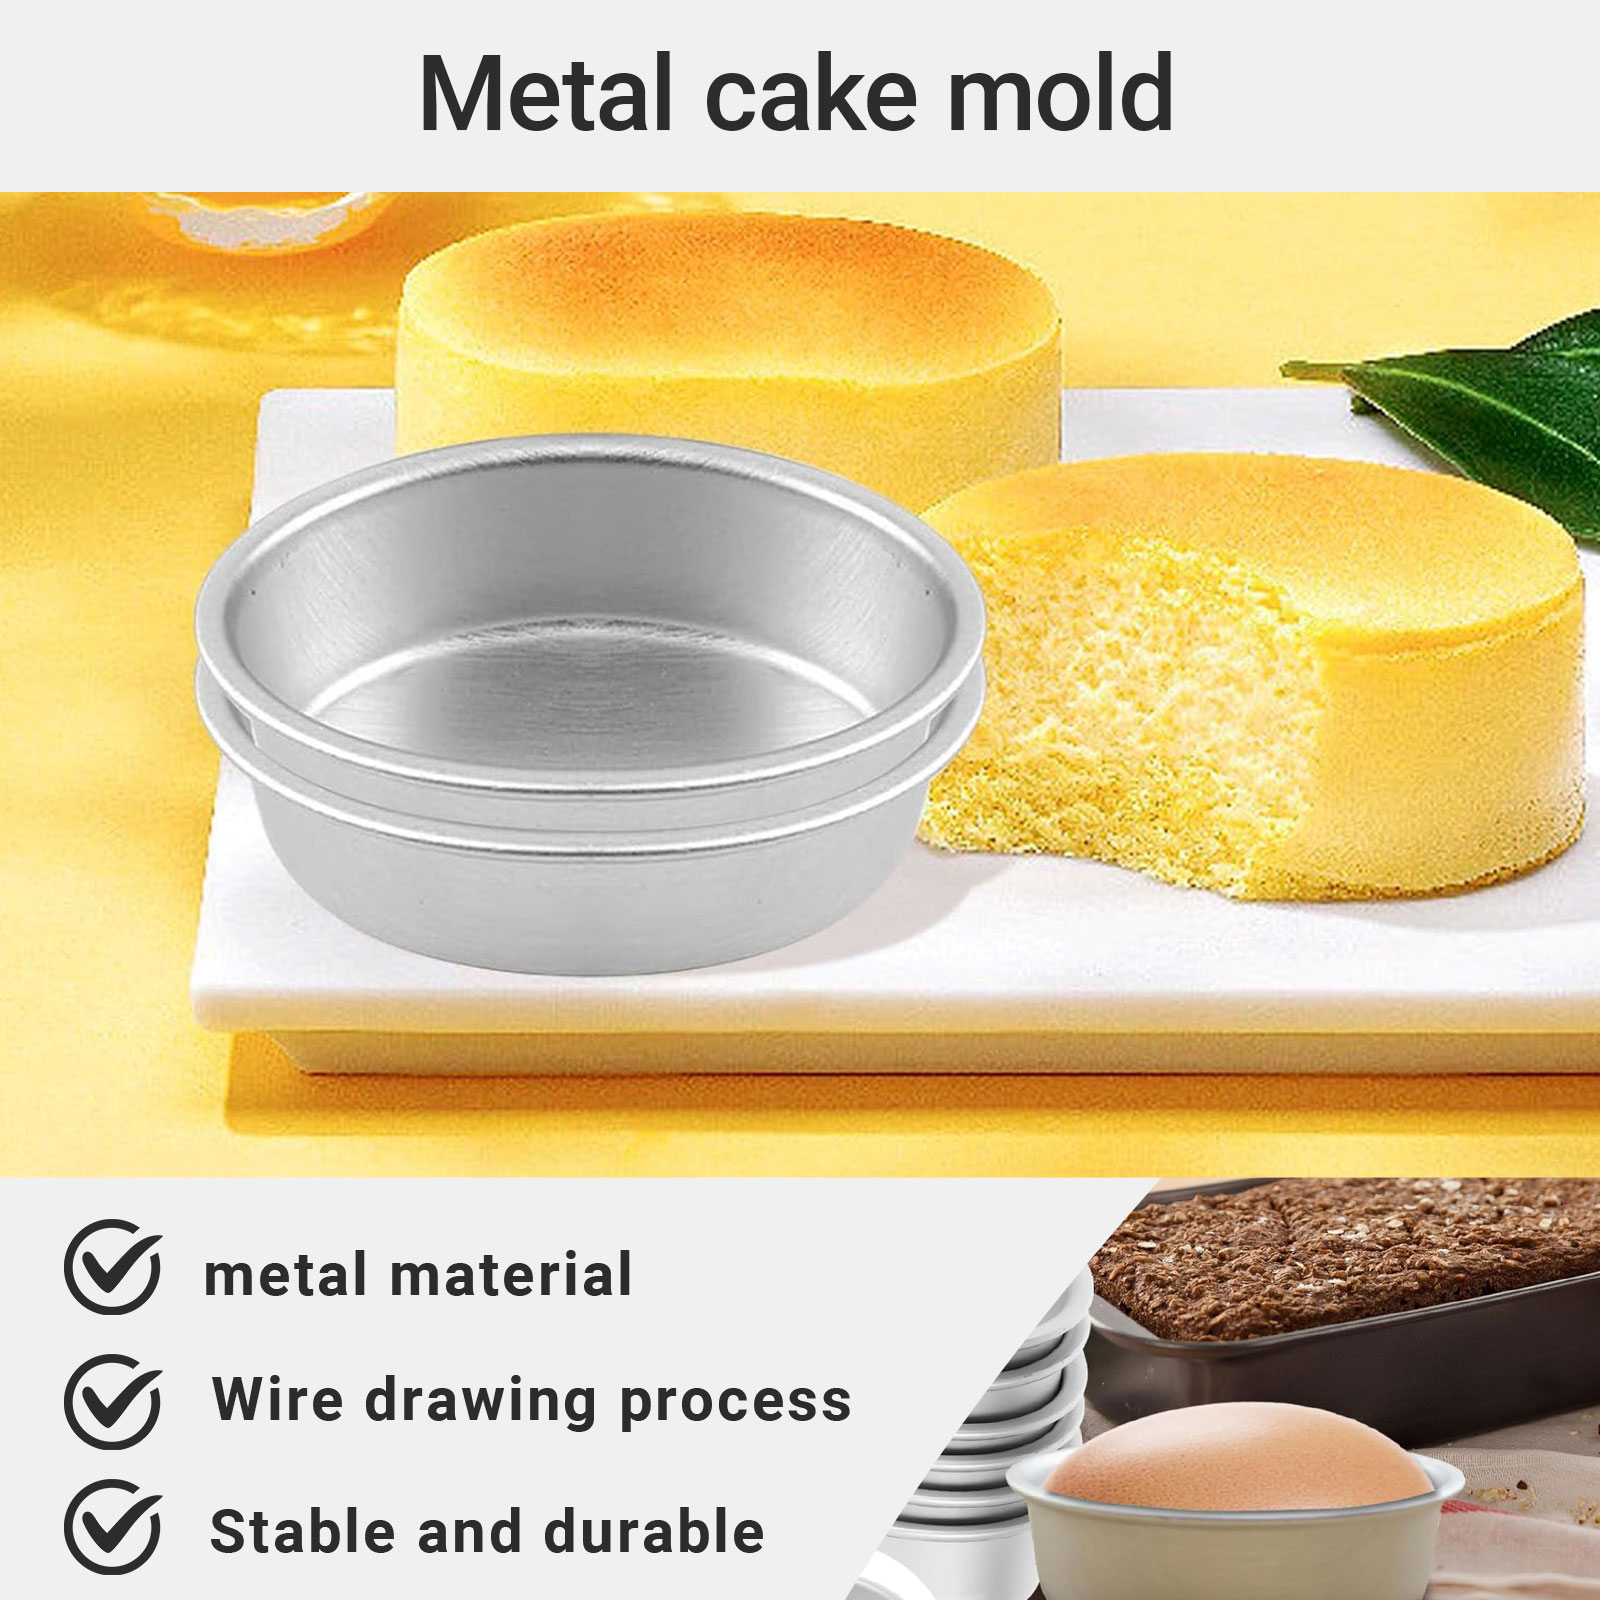 Metal cake mold
metal material
Wire drawing process
Stable and durable